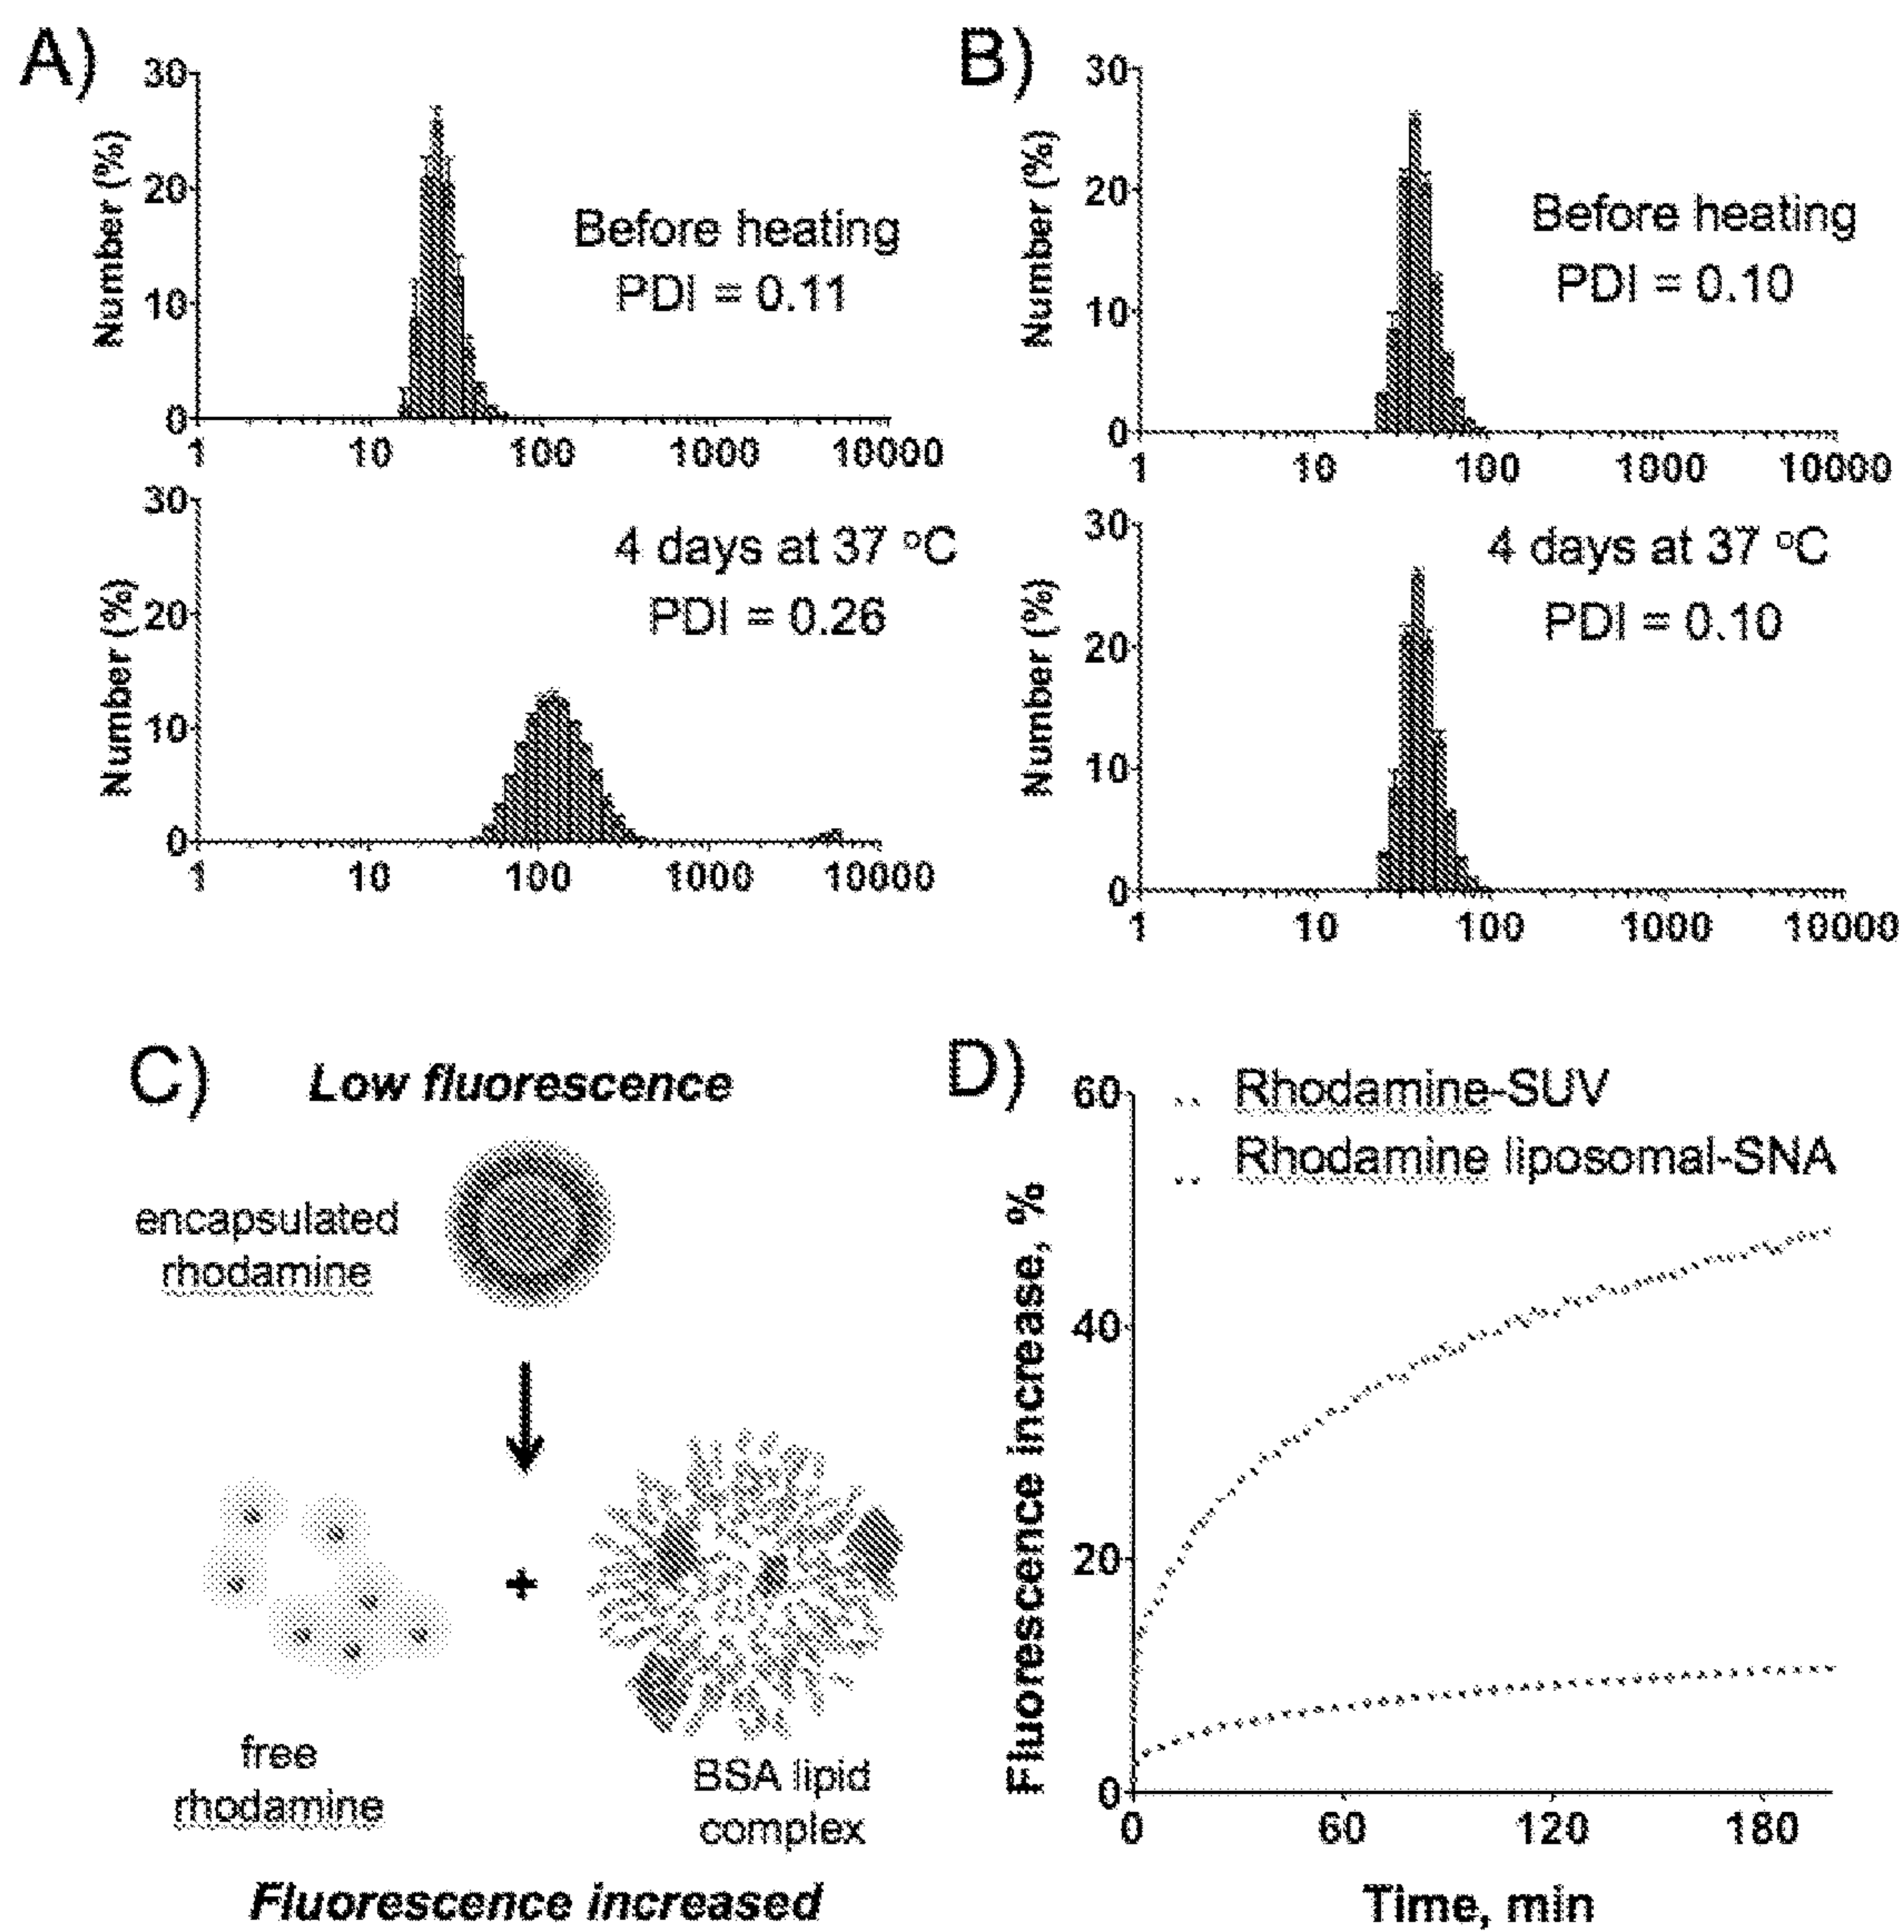 A)
30
20
10
0
Number (%)
Before heating
PDI = 0.11
1 10 100 1000 10000
30
20
10
0
Number (%)
4 days at 37 °C
PDI = 0.26
1 10 100 1000 10000
B)
30
20
10
0
Number (%)
Before heating
PDI = 0.10
1 10 100 1000 10000
30
20
10
0
Number (%)
4 days at 37 °C
PDI = 0.10
1 10 100 1000 10000
C)
Low fluorescence
encapsulated
rhodamine
+
free
rhodamine
BSA lipid
complex
Fluorescence increased
D)
Rhodamine-SUV
Rhodamine liposomal-SNA
60
40
20
0
Fluorescence increase, %
0 60 120 180
Time, min